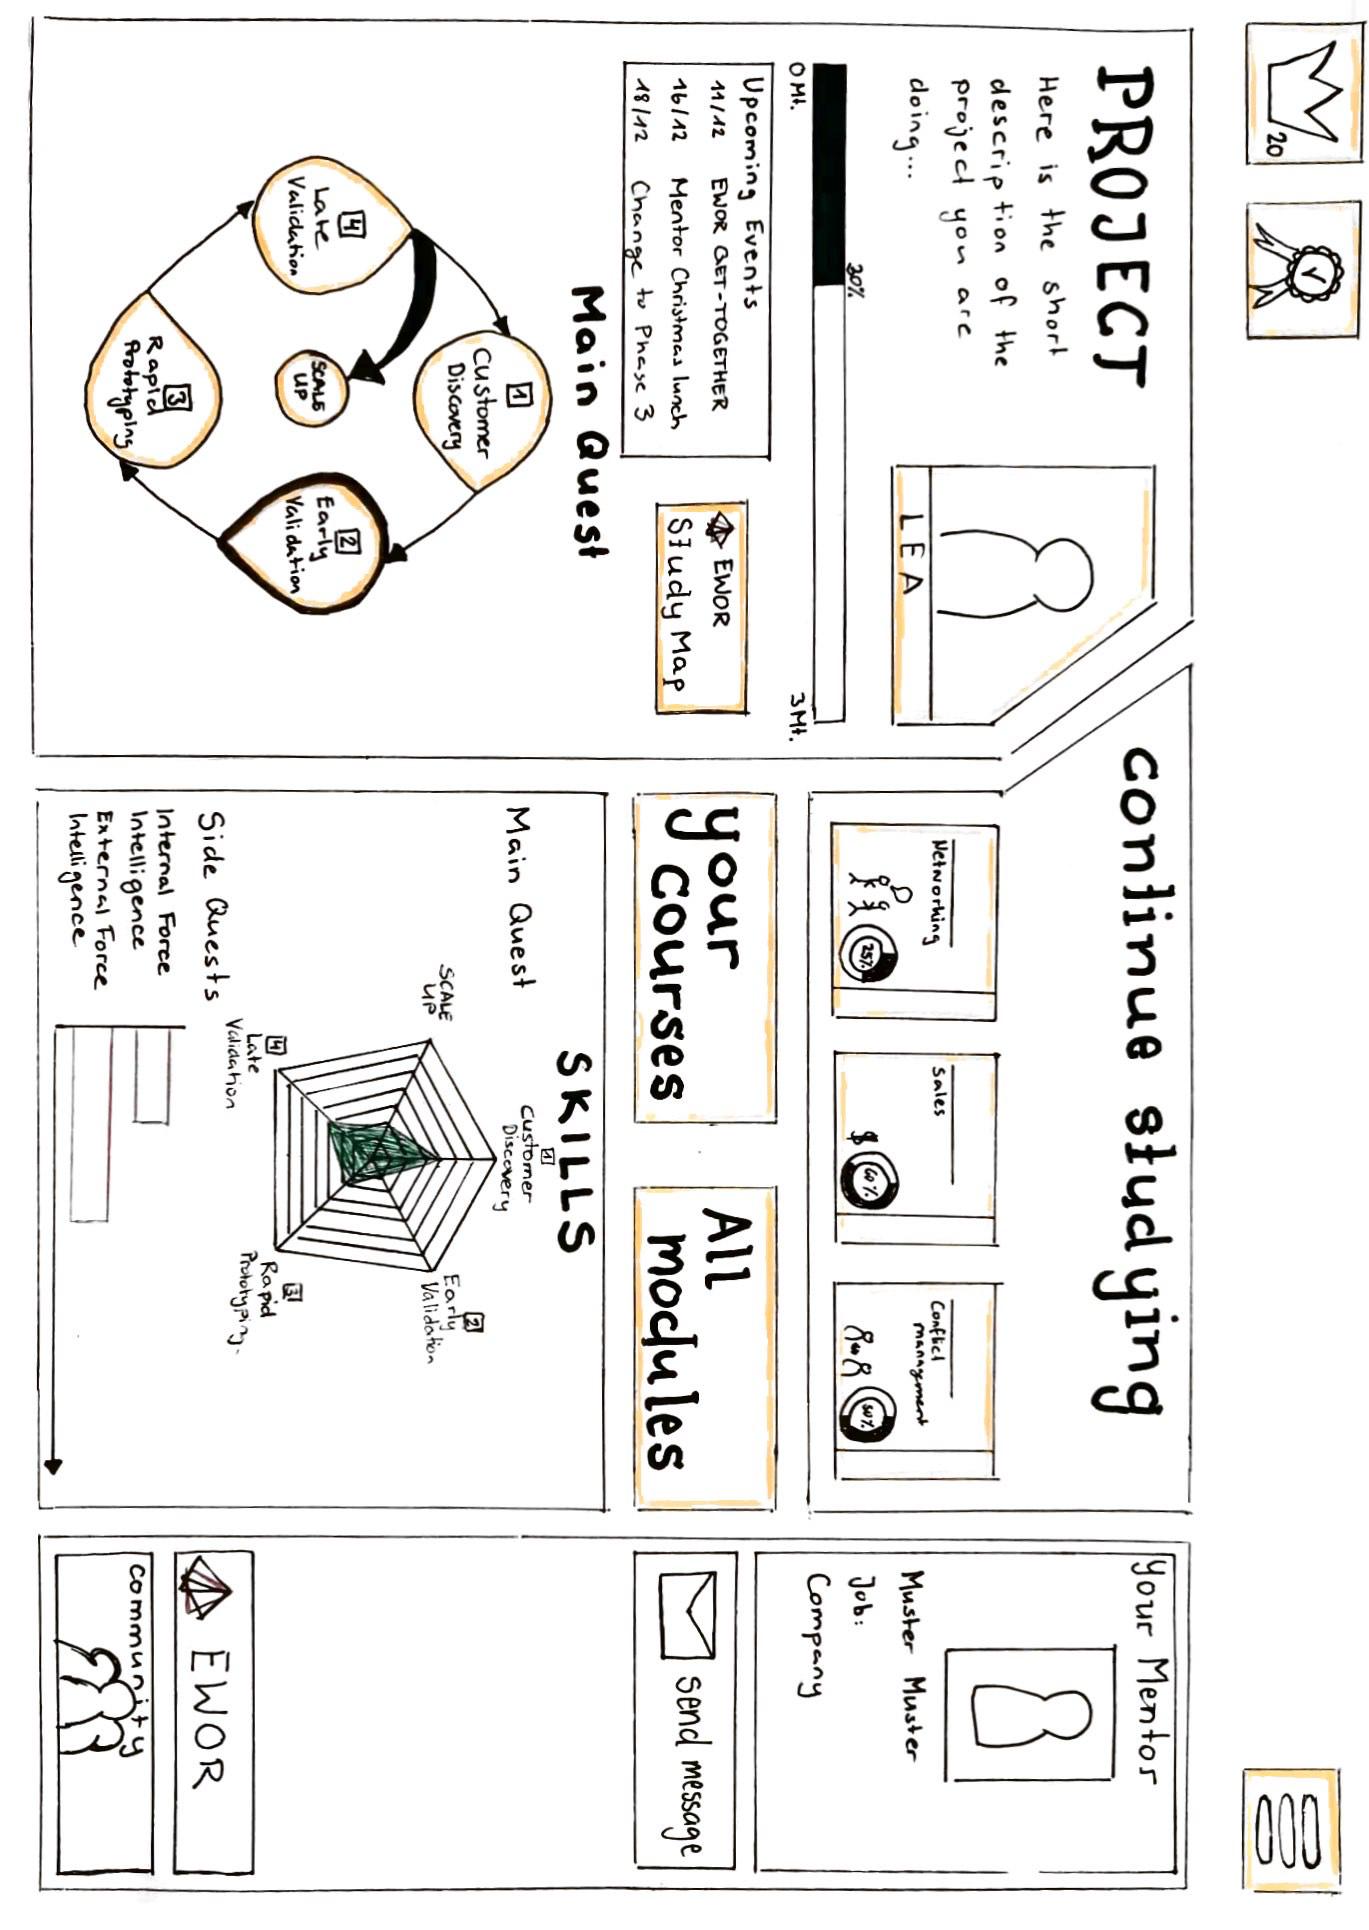 20
PROJECT
Here is the short
description of the
project you are
doing...
LEA
30%
0 Mt.
3 Mt.
Upcoming Events
11/12 EWOR GET-TOGETHER
16/12 Mentor Christmas lunch
18/12 Change to Phase 3
EWOR
Study Map
Main Quest
1
Customer
Discovery
2
Early
Validation
3
Rapid
Prototyping
4
Late
Validation
SCALE
UP
continue studying
Networking
25%
Sales
60%
Conflict
management
50%
your
courses
All
modules
SKILLS
Main Quest
1
Customer
Discovery
2
Early
Validation
3
Rapid
Prototyping.
4
Late
Validation
SCALE
UP
Side Quests
Internal Force
Intelligence
External Force
Intelligence
your Mentor
Muster Muster
Job:
Company
send message
EWOR
community